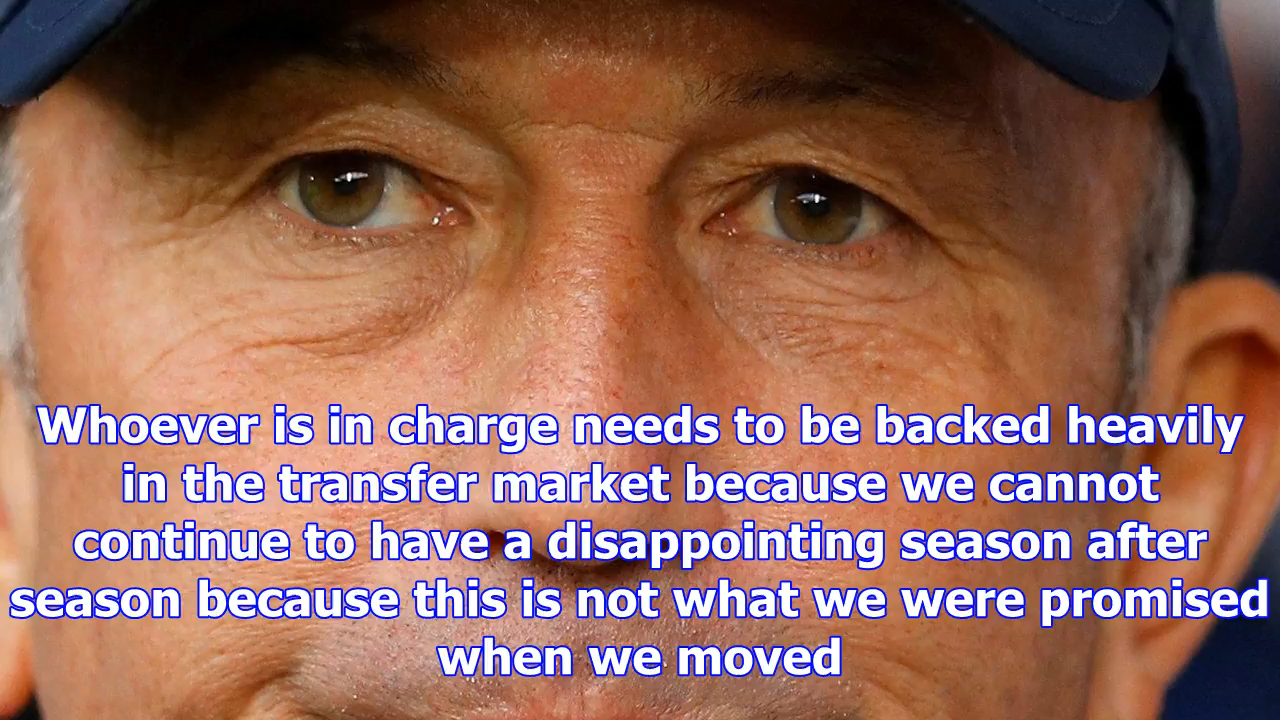 Whoever is in charge needs to be backed heavily
in the transfer market because we cannot
continue to have a disappointing season after
season because this is not what we were promised
when we moved